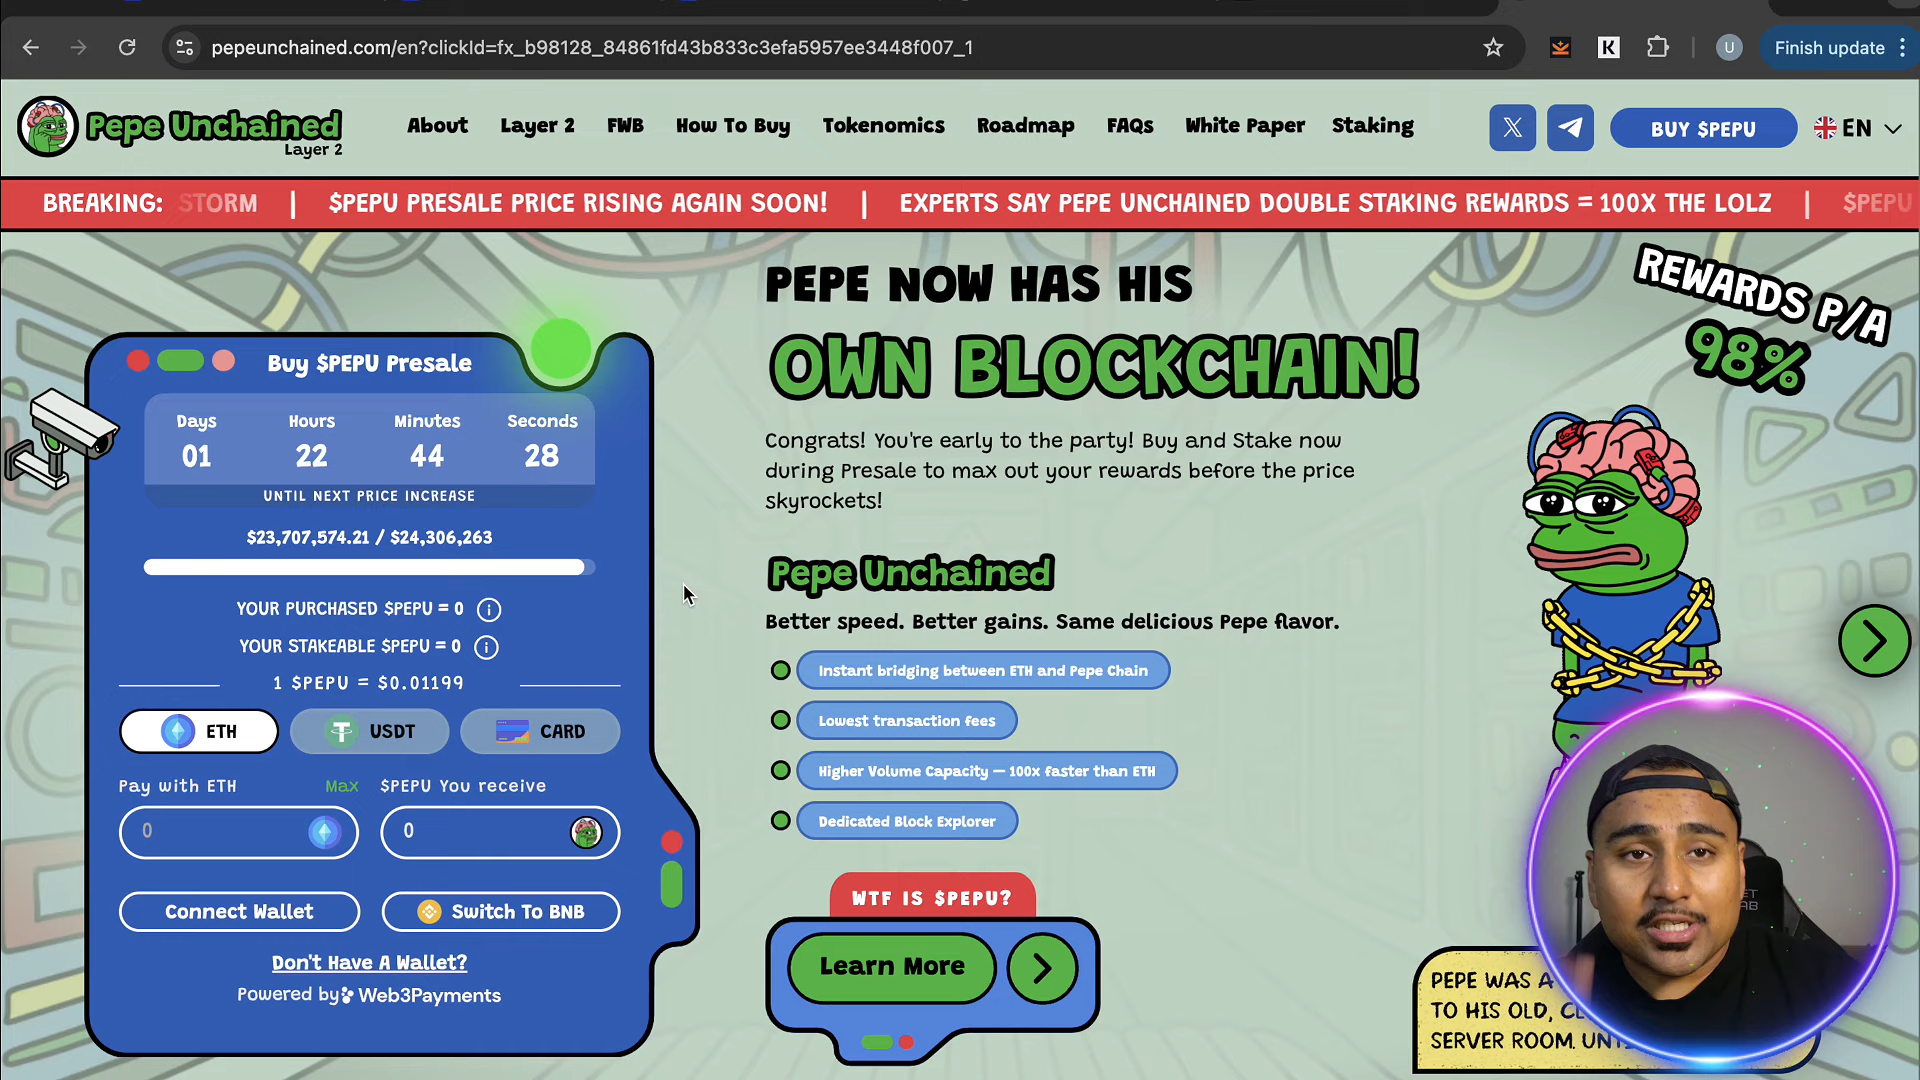 pepeunchained.com/en?clickId=fx_b98128_84861fd43b833c3efa5957ee3448f007_1
K
U
Finish update
Pepe Unchained
Layer 2
About
Layer 2
FWB
How To Buy
Tokenomics
Roadmap
FAQs
White Paper
Staking
BUY $PEPU
EN
BREAKING: STORM | $PEPU PRESALE PRICE RISING AGAIN SOON! | EXPERTS SAY PEPE UNCHAINED DOUBLE STAKING REWARDS = 100X THE LOLZ | $PEPU
Buy $PEPU Presale
Days Hours Minutes Seconds
01 22 44 28
UNTIL NEXT PRICE INCREASE
$23,707,574.21 / $24,306,263
YOUR PURCHASED $PEPU = 0
YOUR STAKEABLE $PEPU = 0
1 $PEPU = $0.01199
ETH
USDT
CARD
Pay with ETH Max
$PEPU You receive
0
0
Connect Wallet
Switch To BNB
Don't Have A Wallet?
Powered by Web3Payments
PEPE NOW HAS HIS
OWN BLOCKCHAIN!
Congrats! You're early to the party! Buy and Stake now
during Presale to max out your rewards before the price
skyrockets!
Pepe Unchained
Better speed. Better gains. Same delicious Pepe flavor.
Instant bridging between ETH and Pepe Chain
Lowest transaction fees
Higher Volume Capacity — 100x faster than ETH
Dedicated Block Explorer
WTF IS $PEPU?
Learn More
REWARDS P/A
98%
PEPE WAS A
TO HIS OLD,
SERVER ROOM.